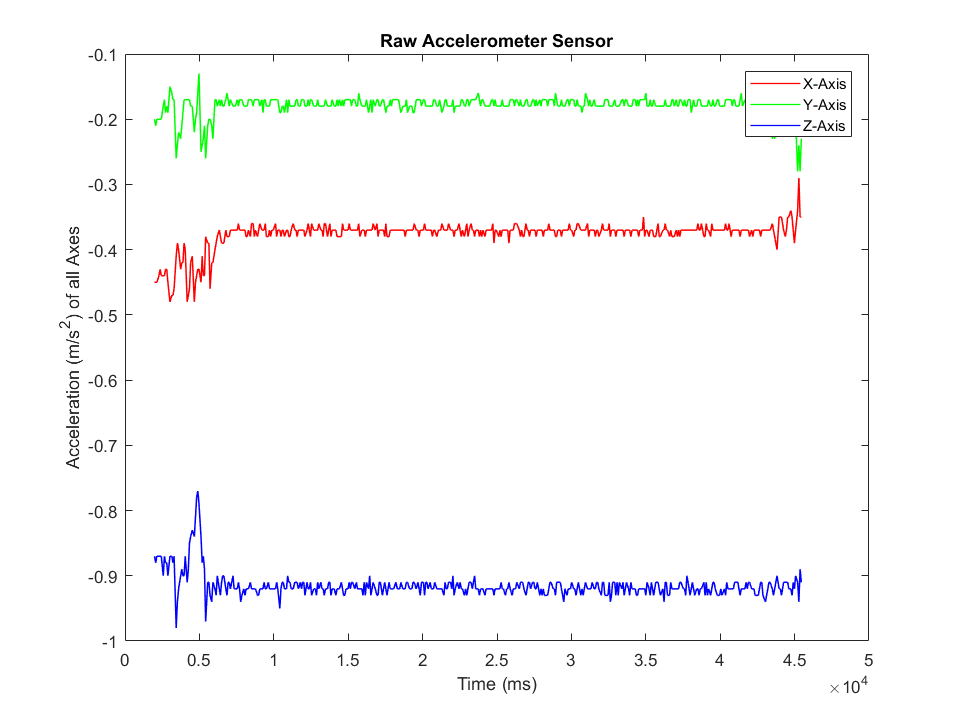 Raw Accelerometer Sensor
Acceleration (m/s²) of all Axes
-0.1
-0.2
-0.3
-0.4
-0.5
-0.6
-0.7
-0.8
-0.9
-1
X-Axis
Y-Axis
Z-Axis
0 0.5 1 1.5 2 2.5 3 3.5 4 4.5 5
Time (ms)
×10⁴